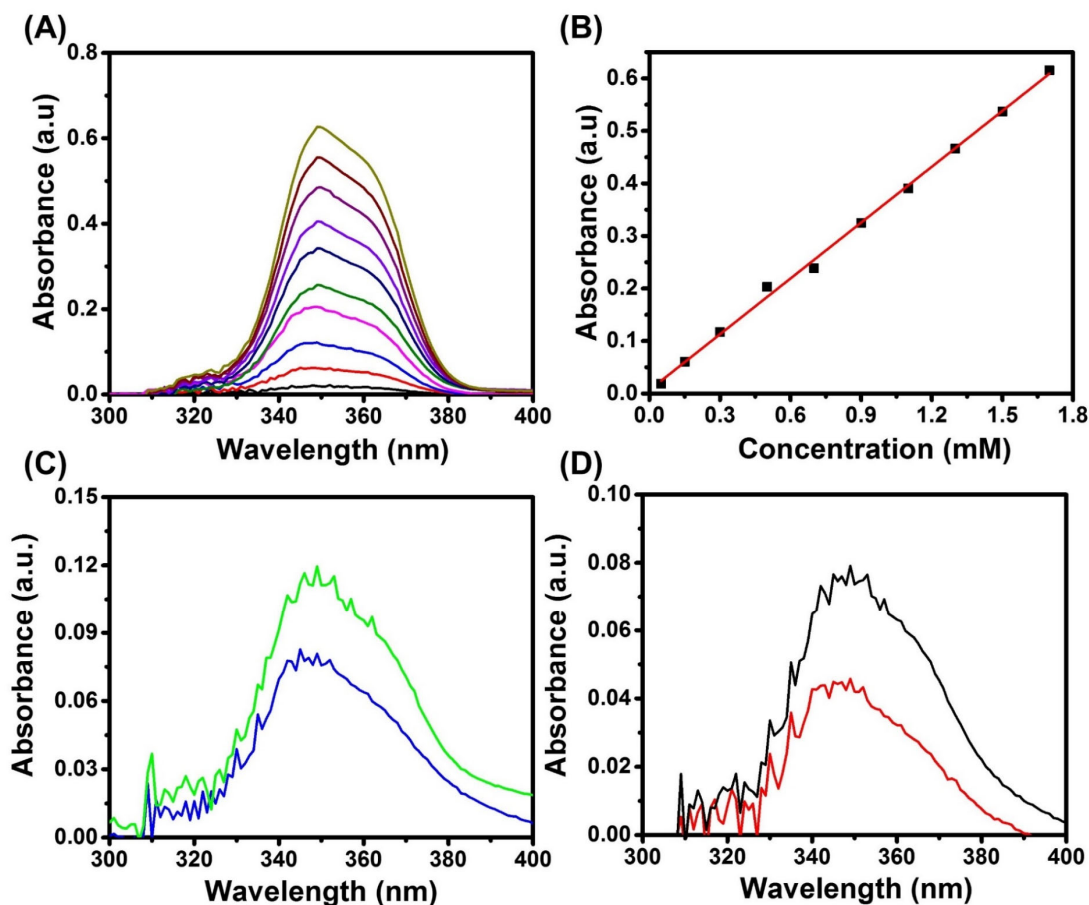 (A)
0.8
0.6
0.4
0.2
0.0
Absorbance (a.u)
300 320 340 360 380 400
Wavelength (nm)
(B)
0.6
0.5
0.4
0.3
0.2
0.1
0.0
Absorbance (a.u)
0.0 0.3 0.6 0.9 1.2 1.5 1.8
Concentration (mM)
(C)
0.15
0.12
0.09
0.06
0.03
0.00
Absorbance (a.u.)
300 320 340 360 380 400
Wavelength (nm)
(D)
0.10
0.08
0.06
0.04
0.02
0.00
Absorbance (a.u.)
300 320 340 360 380 400
Wavelength (nm)